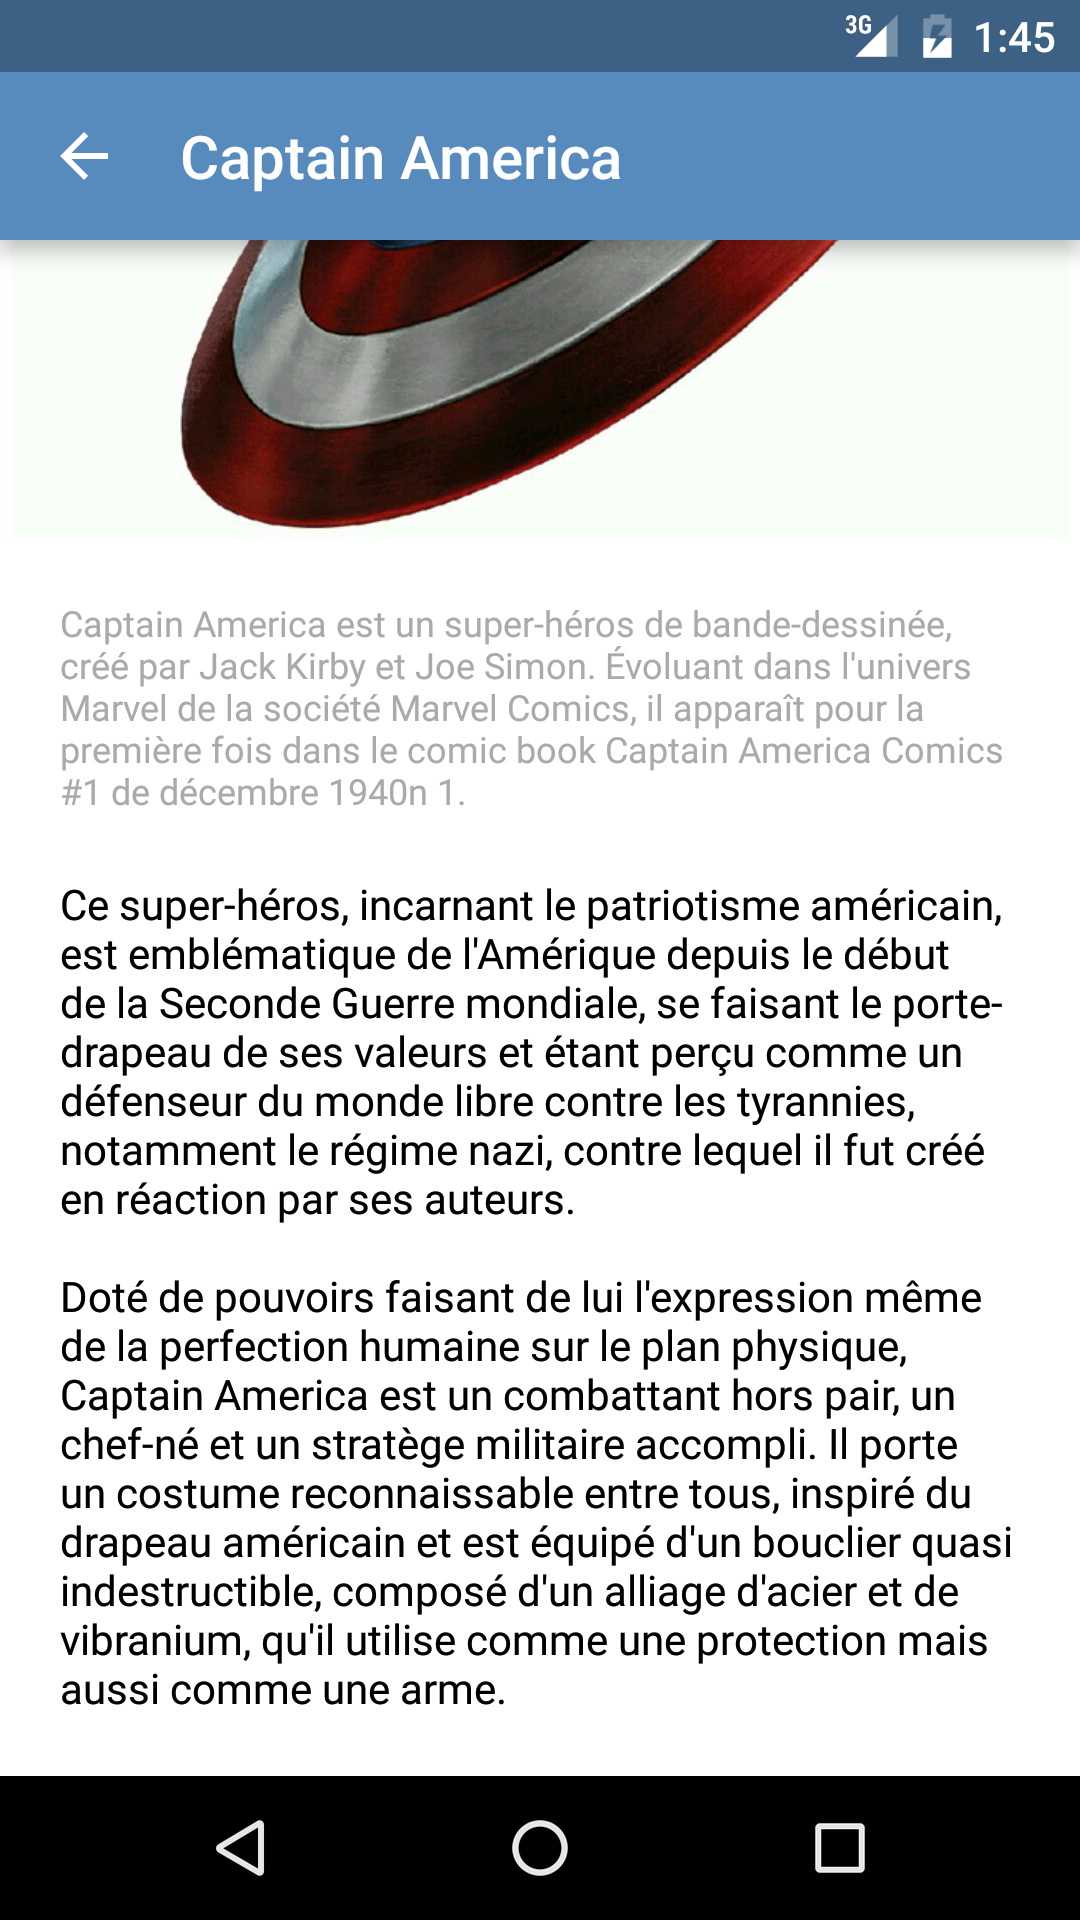 3G 1:45
Captain America
Captain America est un super-héros de bande-dessinée,
créé par Jack Kirby et Joe Simon. Évoluant dans l'univers
Marvel de la société Marvel Comics, il apparaît pour la
première fois dans le comic book Captain America Comics
#1 de décembre 1940n 1.
Ce super-héros, incarnant le patriotisme américain,
est emblématique de l'Amérique depuis le début
de la Seconde Guerre mondiale, se faisant le porte-
drapeau de ses valeurs et étant perçu comme un
défenseur du monde libre contre les tyrannies,
notamment le régime nazi, contre lequel il fut créé
en réaction par ses auteurs.
Doté de pouvoirs faisant de lui l'expression même
de la perfection humaine sur le plan physique,
Captain America est un combattant hors pair, un
chef-né et un stratège militaire accompli. Il porte
un costume reconnaissable entre tous, inspiré du
drapeau américain et est équipé d'un bouclier quasi
indestructible, composé d'un alliage d'acier et de
vibranium, qu'il utilise comme une protection mais
aussi comme une arme.